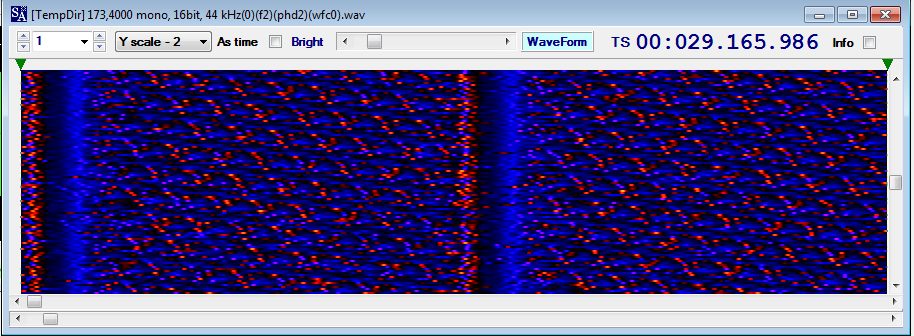 SA [TempDir] 173,4000 mono, 16bit, 44 kHz(0)(f2)(phd2)(wfc0).wav
1 Y scale - 2 As time Bright WaveForm TS 00:029.165.986 Info